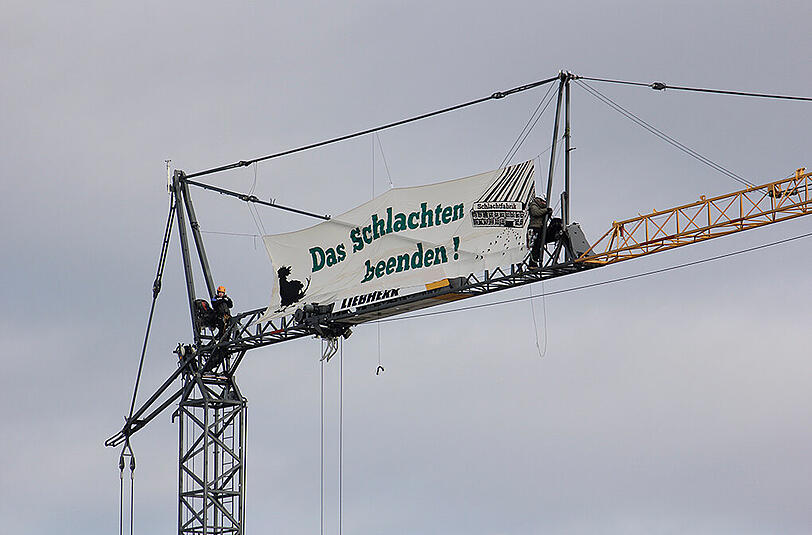 Das Schlachten
beenden!
Schlachtfabrik
LIEBHERR